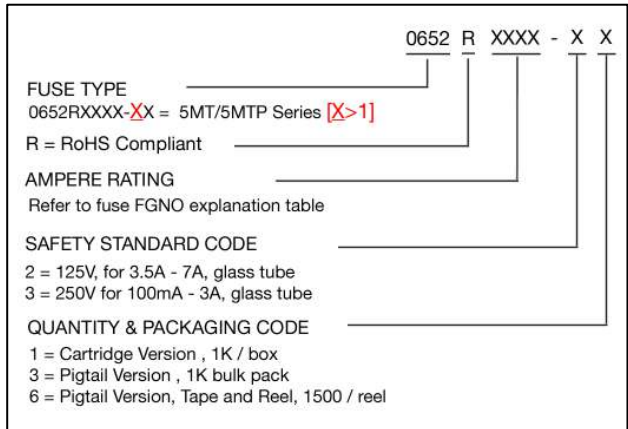 0652 R XXXX - X X
FUSE TYPE
0652RXXXX-XX = 5MT/5MTP Series [X>1]
R = RoHS Compliant
AMPERE RATING
Refer to fuse FGNO explanation table
SAFETY STANDARD CODE
2 = 125V, for 3.5A - 7A, glass tube
3 = 250V for 100mA - 3A, glass tube
QUANTITY & PACKAGING CODE
1 = Cartridge Version , 1K / box
3 = Pigtail Version , 1K bulk pack
6 = Pigtail Version, Tape and Reel, 1500 / reel